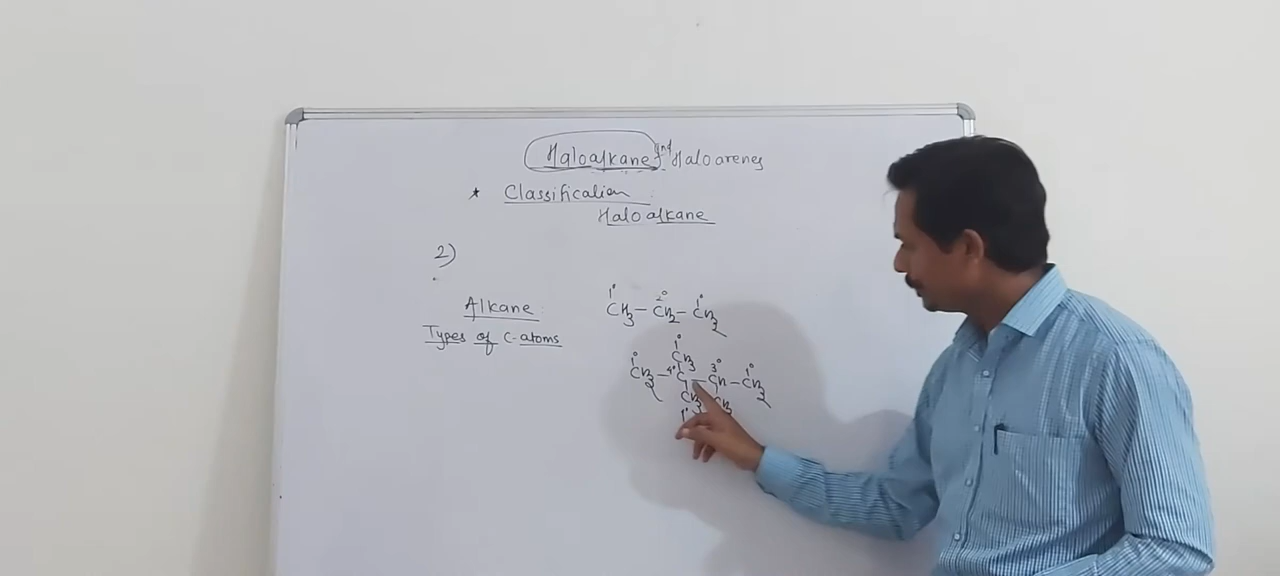 Haloalkane and Haloarenes
* Classification :
Haloalkane
2)
Alkane :
Types of C-atoms
1° 2° 1°
CH3 – CH2 – CH3
1°
CH3
1° 4° 3° 1°
CH3 – C – CH – CH3
CH3 CH3
1°